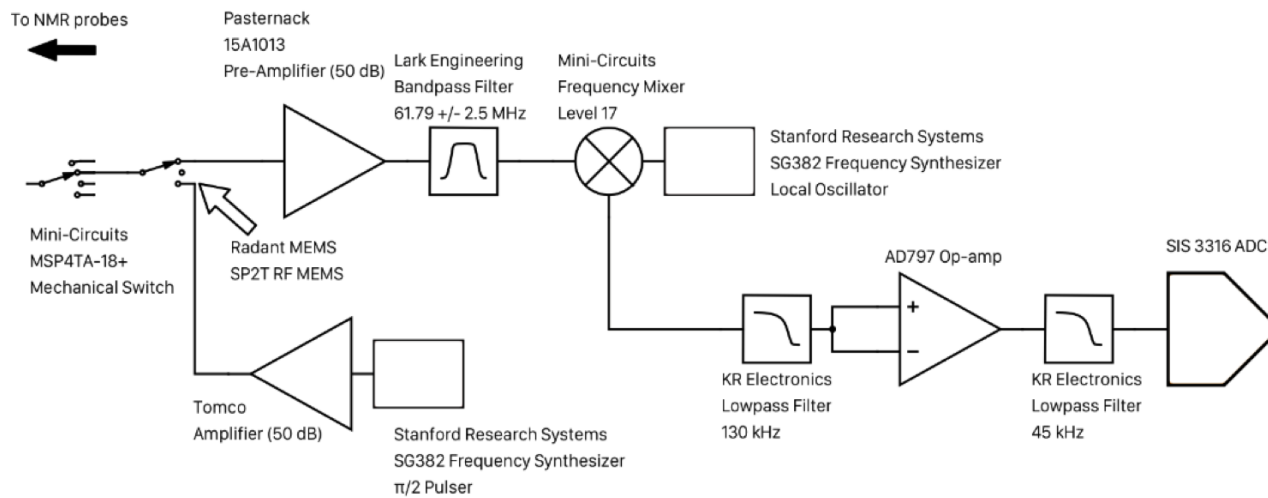 To NMR probes
Pasternack
15A1013
Pre-Amplifier (50 dB)
Lark Engineering
Bandpass Filter
61.79 +/- 2.5 MHz
Mini-Circuits
Frequency Mixer
Level 17
Stanford Research Systems
SG382 Frequency Synthesizer
Local Oscillator
Mini-Circuits
MSP4TA-18+
Mechanical Switch
Radant MEMS
SP2T RF MEMS
AD797 Op-amp
+
−
SIS 3316 ADC
KR Electronics
Lowpass Filter
130 kHz
KR Electronics
Lowpass Filter
45 kHz
Tomco
Amplifier (50 dB)
Stanford Research Systems
SG382 Frequency Synthesizer
π/2 Pulser